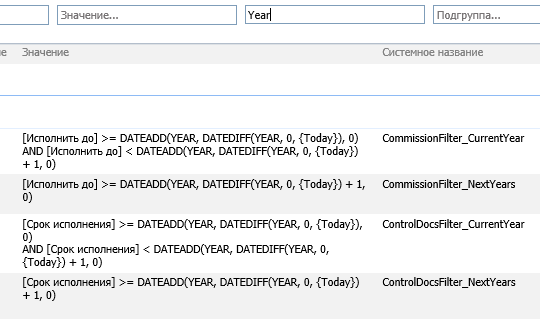 Значение...
Year
Подгруппа...
ие
Значение
Системное название
[Исполнить до] >= DATEADD(YEAR, DATEDIFF(YEAR, 0, {Today}), 0)
AND [Исполнить до] < DATEADD(YEAR, DATEDIFF(YEAR, 0, {Today})
+ 1, 0)
CommissionFilter_CurrentYear
[Исполнить до] >= DATEADD(YEAR, DATEDIFF(YEAR, 0, {Today}) + 1,
0)
CommissionFilter_NextYears
[Срок исполнения] >= DATEADD(YEAR, DATEDIFF(YEAR, 0, {Today}),
0)
AND [Срок исполнения] < DATEADD(YEAR, DATEDIFF(YEAR, 0,
{Today}) + 1, 0)
ControlDocsFilter_CurrentYear
[Срок исполнения] >= DATEADD(YEAR, DATEDIFF(YEAR, 0, {Today})
+ 1, 0)
ControlDocsFilter_NextYears